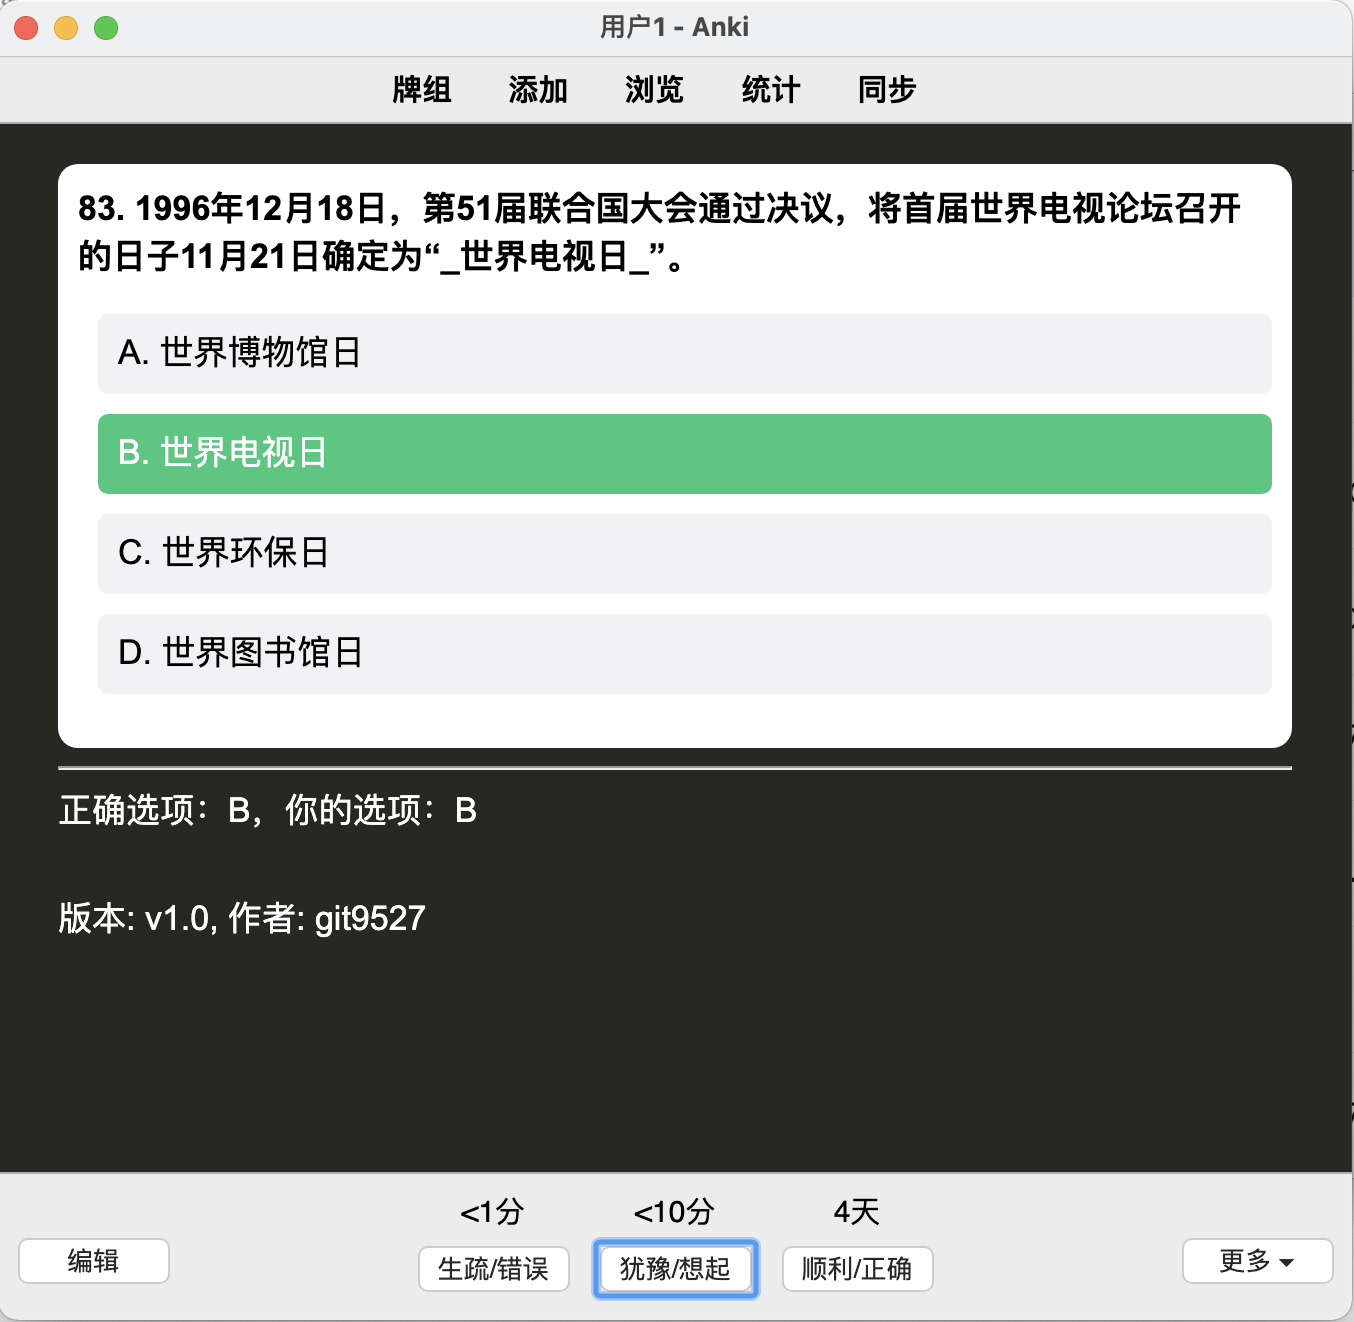 用户1 - Anki
牌组 添加 浏览 统计 同步
83. 1996年12月18日，第51届联合国大会通过决议，将首届世界电视论坛召开
的日子11月21日确定为“_世界电视日_”。
A. 世界博物馆日
B. 世界电视日
C. 世界环保日
D. 世界图书馆日
正确选项：B，你的选项：B
版本: v1.0, 作者: git9527
<1分 <10分 4天
编辑 生疏/错误 犹豫/想起 顺利/正确 更多